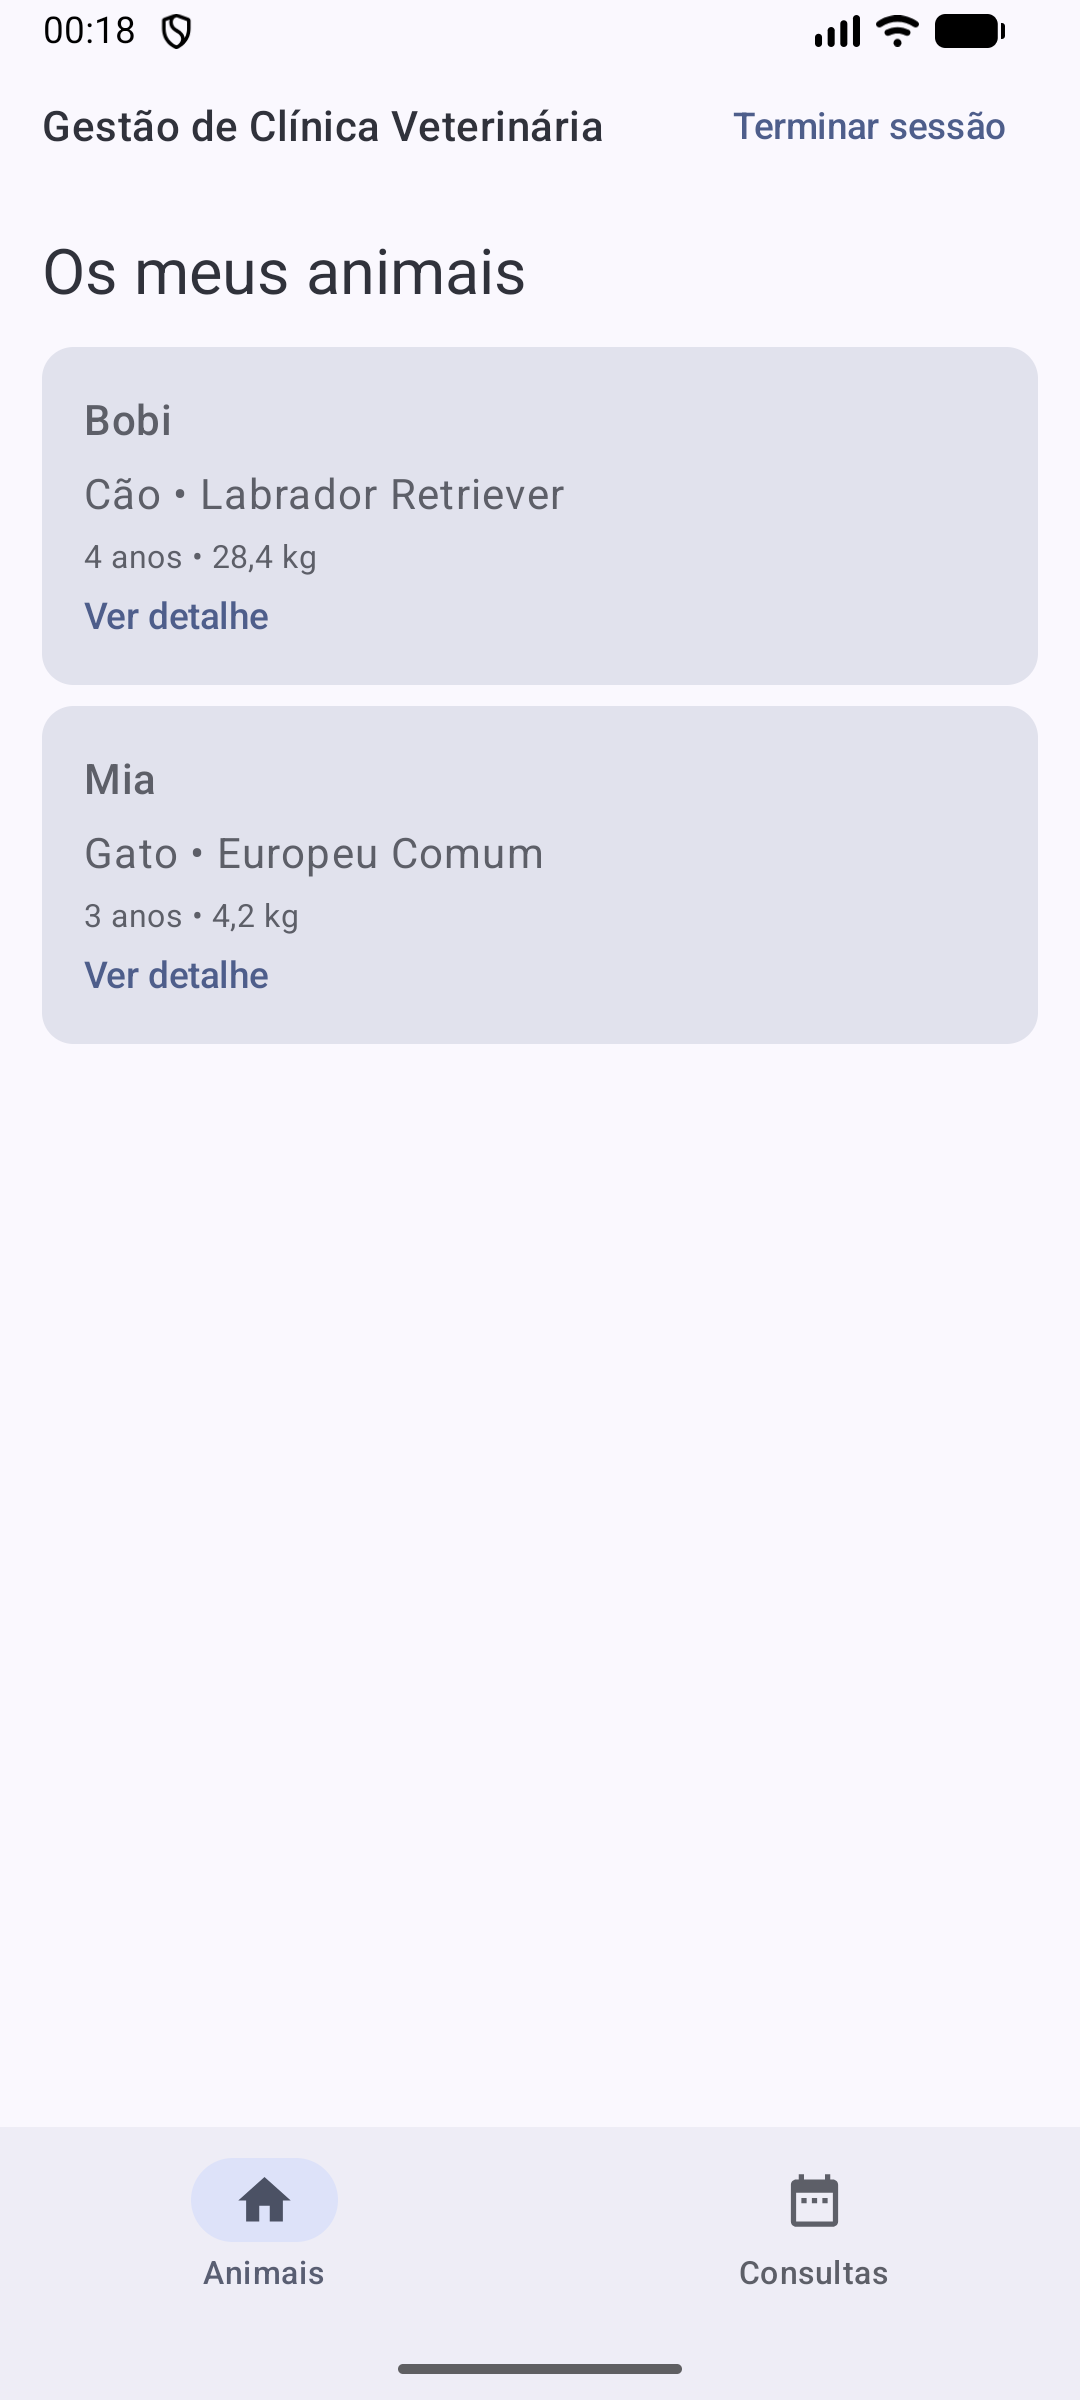 00:18
Gestão de Clínica Veterinária
Terminar sessão
Os meus animais
Bobi
Cão • Labrador Retriever
4 anos • 28,4 kg
Ver detalhe
Mia
Gato • Europeu Comum
3 anos • 4,2 kg
Ver detalhe
Animais
Consultas